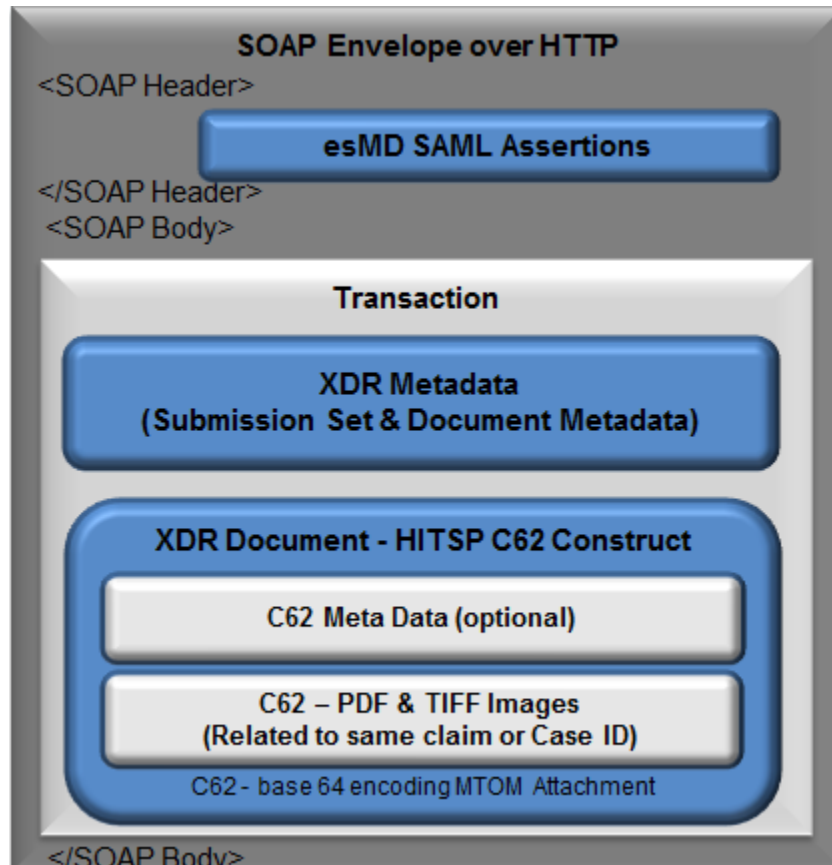 SOAP Envelope over HTTP
<SOAP Header>
esMD SAML Assertions
</SOAP Header>
<SOAP Body>
Transaction
XDR Metadata
(Submission Set & Document Metadata)
XDR Document - HITSP C62 Construct
C62 Meta Data (optional)
C62 – PDF & TIFF Images
(Related to same claim or Case ID)
C62 - base 64 encoding MTOM Attachment
</SOAP Body>